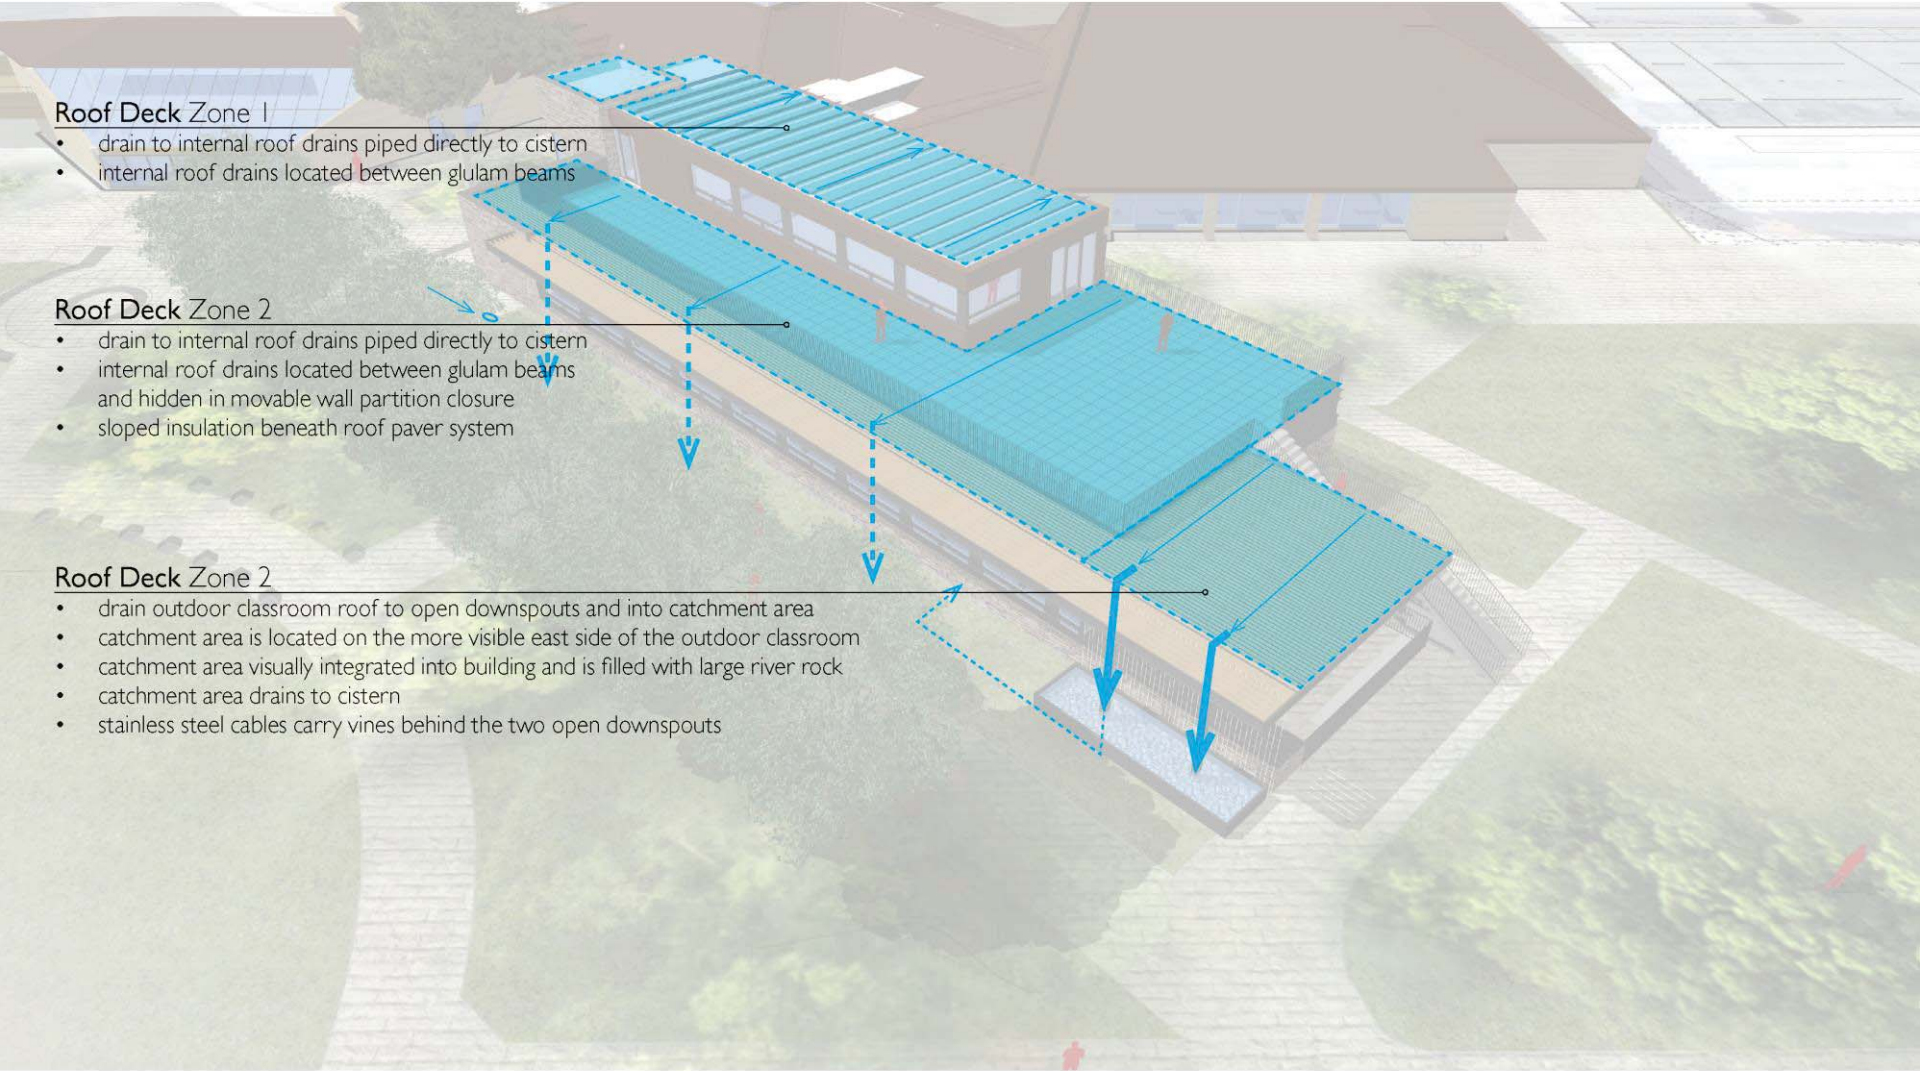 Roof Deck Zone 1
• drain to internal roof drains piped directly to cistern
• internal roof drains located between glulam beams
Roof Deck Zone 2
• drain to internal roof drains piped directly to cistern
• internal roof drains located between glulam beams
and hidden in movable wall partition closure
• sloped insulation beneath roof paver system
Roof Deck Zone 2
• drain outdoor classroom roof to open downspouts and into catchment area
• catchment area is located on the more visible east side of the outdoor classroom
• catchment area visually integrated into building and is filled with large river rock
• catchment area drains to cistern
• stainless steel cables carry vines behind the two open downspouts